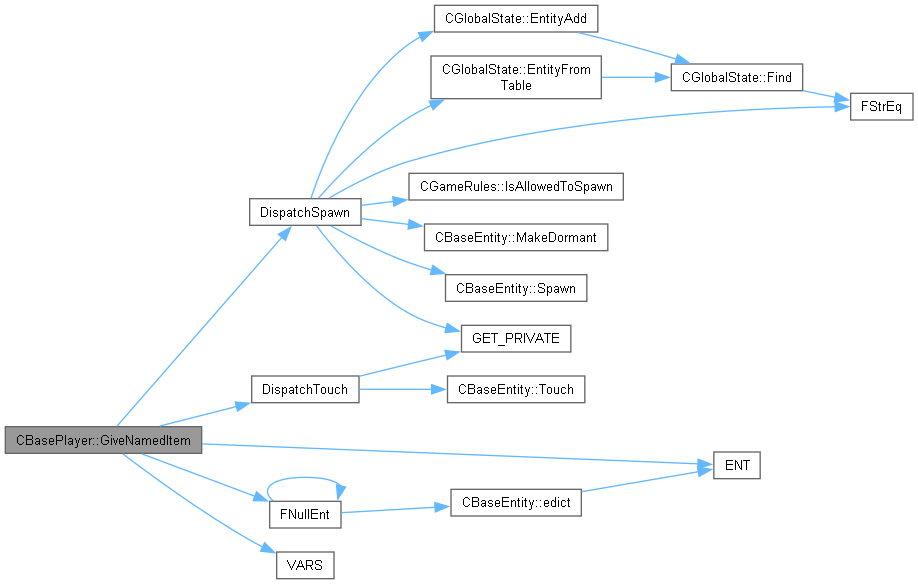 CGlobalState::EntityAdd
CGlobalState::EntityFrom
Table
CGlobalState::Find
FStrEq
CGameRules::IsAllowedToSpawn
DispatchSpawn
CBaseEntity::MakeDormant
CBaseEntity::Spawn
GET_PRIVATE
DispatchTouch
CBaseEntity::Touch
CBasePlayer::GiveNamedItem
ENT
CBaseEntity::edict
FNullEnt
VARS